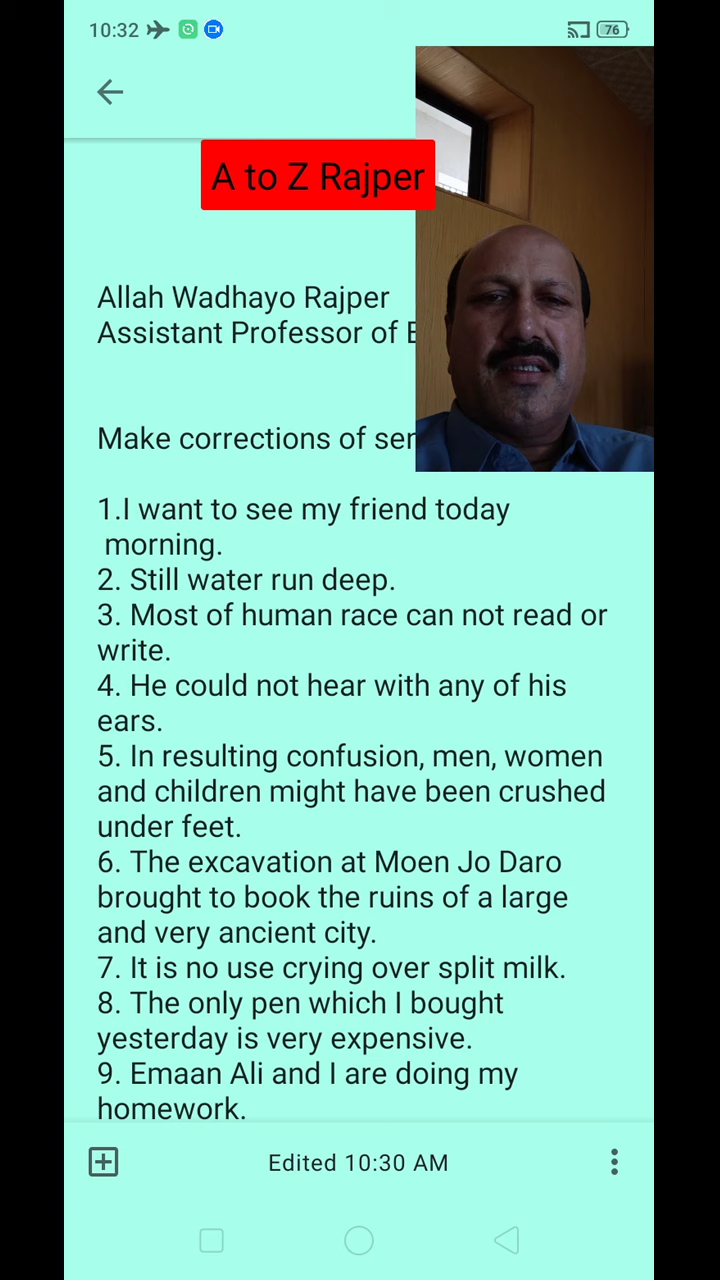 10:32
76
A to Z Rajper
Allah Wadhayo Rajper
Assistant Professor of
Make corrections of
1.I want to see my friend today
morning.
2. Still water run deep.
3. Most of human race can not read or
write.
4. He could not hear with any of his
ears.
5. In resulting confusion, men, women
and children might have been crushed
under feet.
6. The excavation at Moen Jo Daro
brought to book the ruins of a large
and very ancient city.
7. It is no use crying over split milk.
8. The only pen which I bought
yesterday is very expensive.
9. Emaan Ali and I are doing my
homework.
Edited 10:30 AM